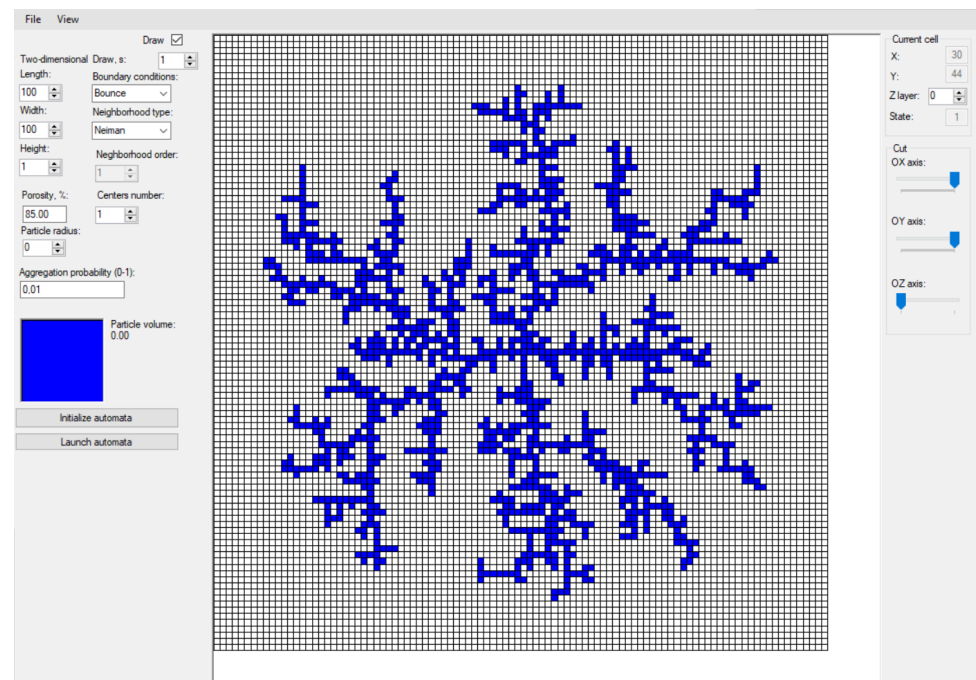 File View
Draw
Two-dimensional Draw, s: 1
Length: Boundary conditions:
100 Bounce
Width: Neighborhood type:
100 Neiman
Height: Neghborhood order:
1 1
Porosity, %: Centers number:
85.00 1
Particle radius:
0
Aggregation probability (0-1):
0,01
Particle volume:
0.00
Initialize automata
Launch automata
Current cell
X: 30
Y: 44
Z layer: 0
State: 1
Cut
OX axis:
OY axis:
OZ axis: